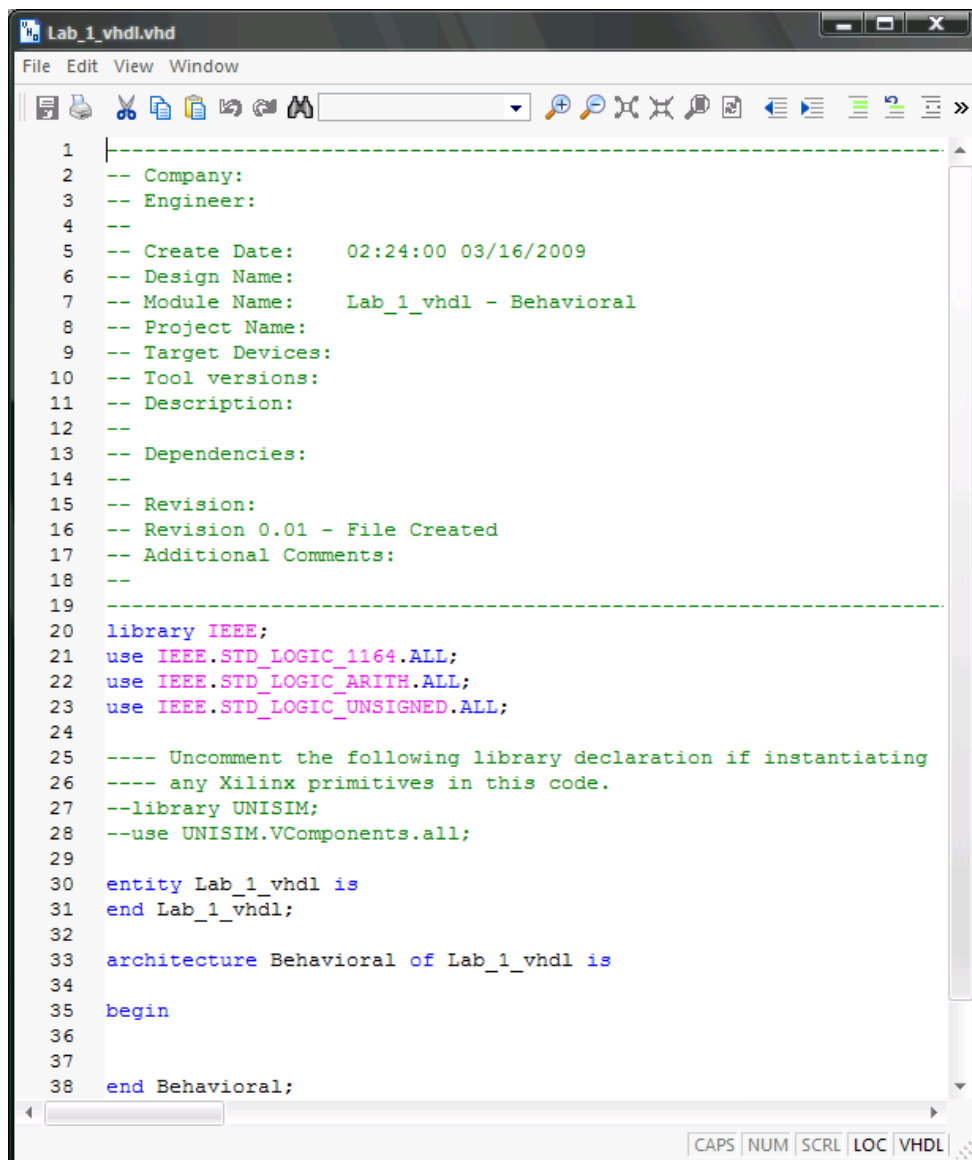 Lab_1_vhdl.vhd
File Edit View Window
1 ------------------------------------------------------------------
2 -- Company:
3 -- Engineer:
4 --
5 -- Create Date:    02:24:00 03/16/2009
6 -- Design Name:
7 -- Module Name:    Lab_1_vhdl - Behavioral
8 -- Project Name:
9 -- Target Devices:
10 -- Tool versions:
11 -- Description:
12 --
13 -- Dependencies:
14 --
15 -- Revision:
16 -- Revision 0.01 - File Created
17 -- Additional Comments:
18 --
19 ------------------------------------------------------------------
20 library IEEE;
21 use IEEE.STD_LOGIC_1164.ALL;
22 use IEEE.STD_LOGIC_ARITH.ALL;
23 use IEEE.STD_LOGIC_UNSIGNED.ALL;
24
25 ---- Uncomment the following library declaration if instantiating
26 ---- any Xilinx primitives in this code.
27 --library UNISIM;
28 --use UNISIM.VComponents.all;
29
30 entity Lab_1_vhdl is
31 end Lab_1_vhdl;
32
33 architecture Behavioral of Lab_1_vhdl is
34
35 begin
36
37
38 end Behavioral;
CAPS NUM SCRL LOC VHDL